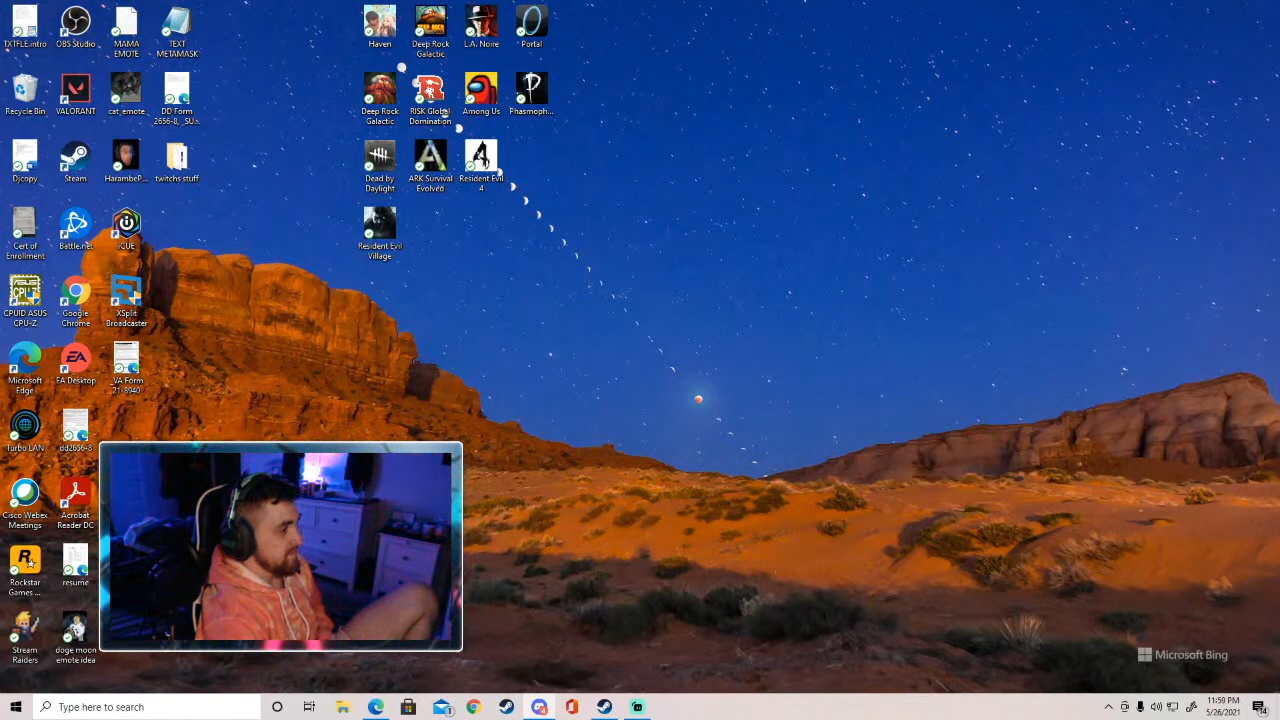 TXTFLE.intro
OBS Studio
MAMA
EMOTE
TEXT
METAMASK
Haven
Deep Rock
Galactic
L.A. Noire
Portal
Recycle Bin
VALORANT
cat_emote
DD Form
2656-8, _SU...
Deep Rock
Galactic
RISK Global
Domination
Among Us
Phasmoph...
Djcopy
Steam
HarambeP...
twitchs stuff
Dead by
Daylight
ARK Survival
Evolved
Resident Evil
4
Cert of
Enrollment
Battle.net
iCUE
Resident Evil
Village
CPUID ASUS
CPU-Z
Google
Chrome
XSplit
Broadcaster
Microsoft
Edge
EA Desktop
_VA Form
21-8940
Turbo LAN
dd2656-8
Cisco Webex
Meetings
Acrobat
Reader DC
Rockstar
Games ...
resume
Stream
Raiders
doge moon
emote idea
Microsoft Bing
Type here to search
11:59 PM
5/26/2021